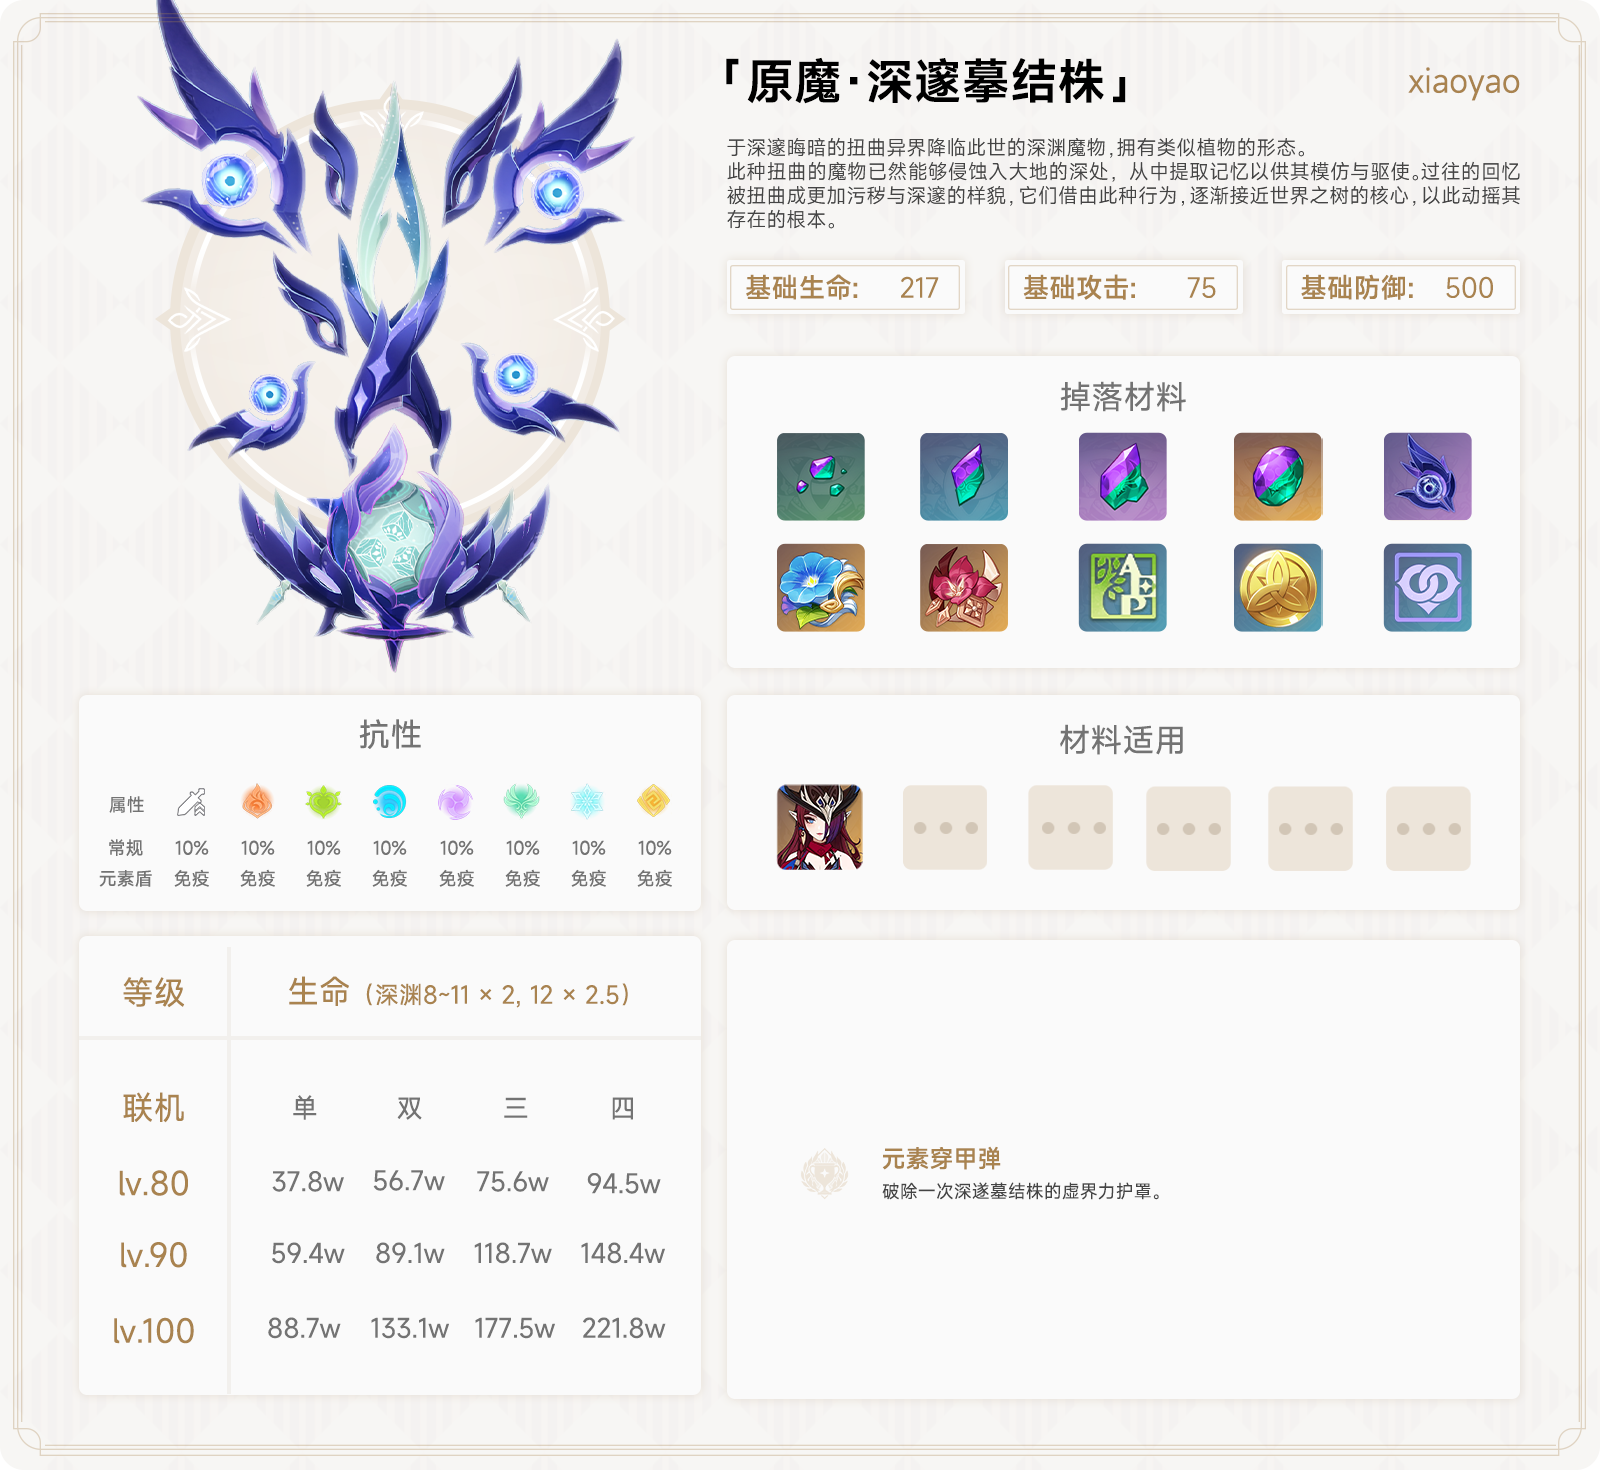 「原魔·深邃摹结株」
xiaoyao
于深邃晦暗的扭曲异界降临此世的深渊魔物,拥有类似植物的形态。
此种扭曲的魔物已然能够侵蚀入大地的深处，从中提取记忆以供其模仿与驱使。过往的回忆
被扭曲成更加污秽与深邃的样貌,它们借由此种行为,逐渐接近世界之树的核心,以此动摇其
存在的根本。
基础生命: 217
基础攻击: 75
基础防御: 500
掉落材料
AEP
抗性
属性
常规 10% 10% 10% 10% 10% 10% 10% 10%
元素盾 免疫 免疫 免疫 免疫 免疫 免疫 免疫 免疫
材料适用
等级 生命（深渊8~11 × 2, 12 × 2.5）
联机 单 双 三 四
lv.80 37.8w 56.7w 75.6w 94.5w
lv.90 59.4w 89.1w 118.7w 148.4w
lv.100 88.7w 133.1w 177.5w 221.8w
元素穿甲弹
破除一次深邃摹结株的虚界力护罩。